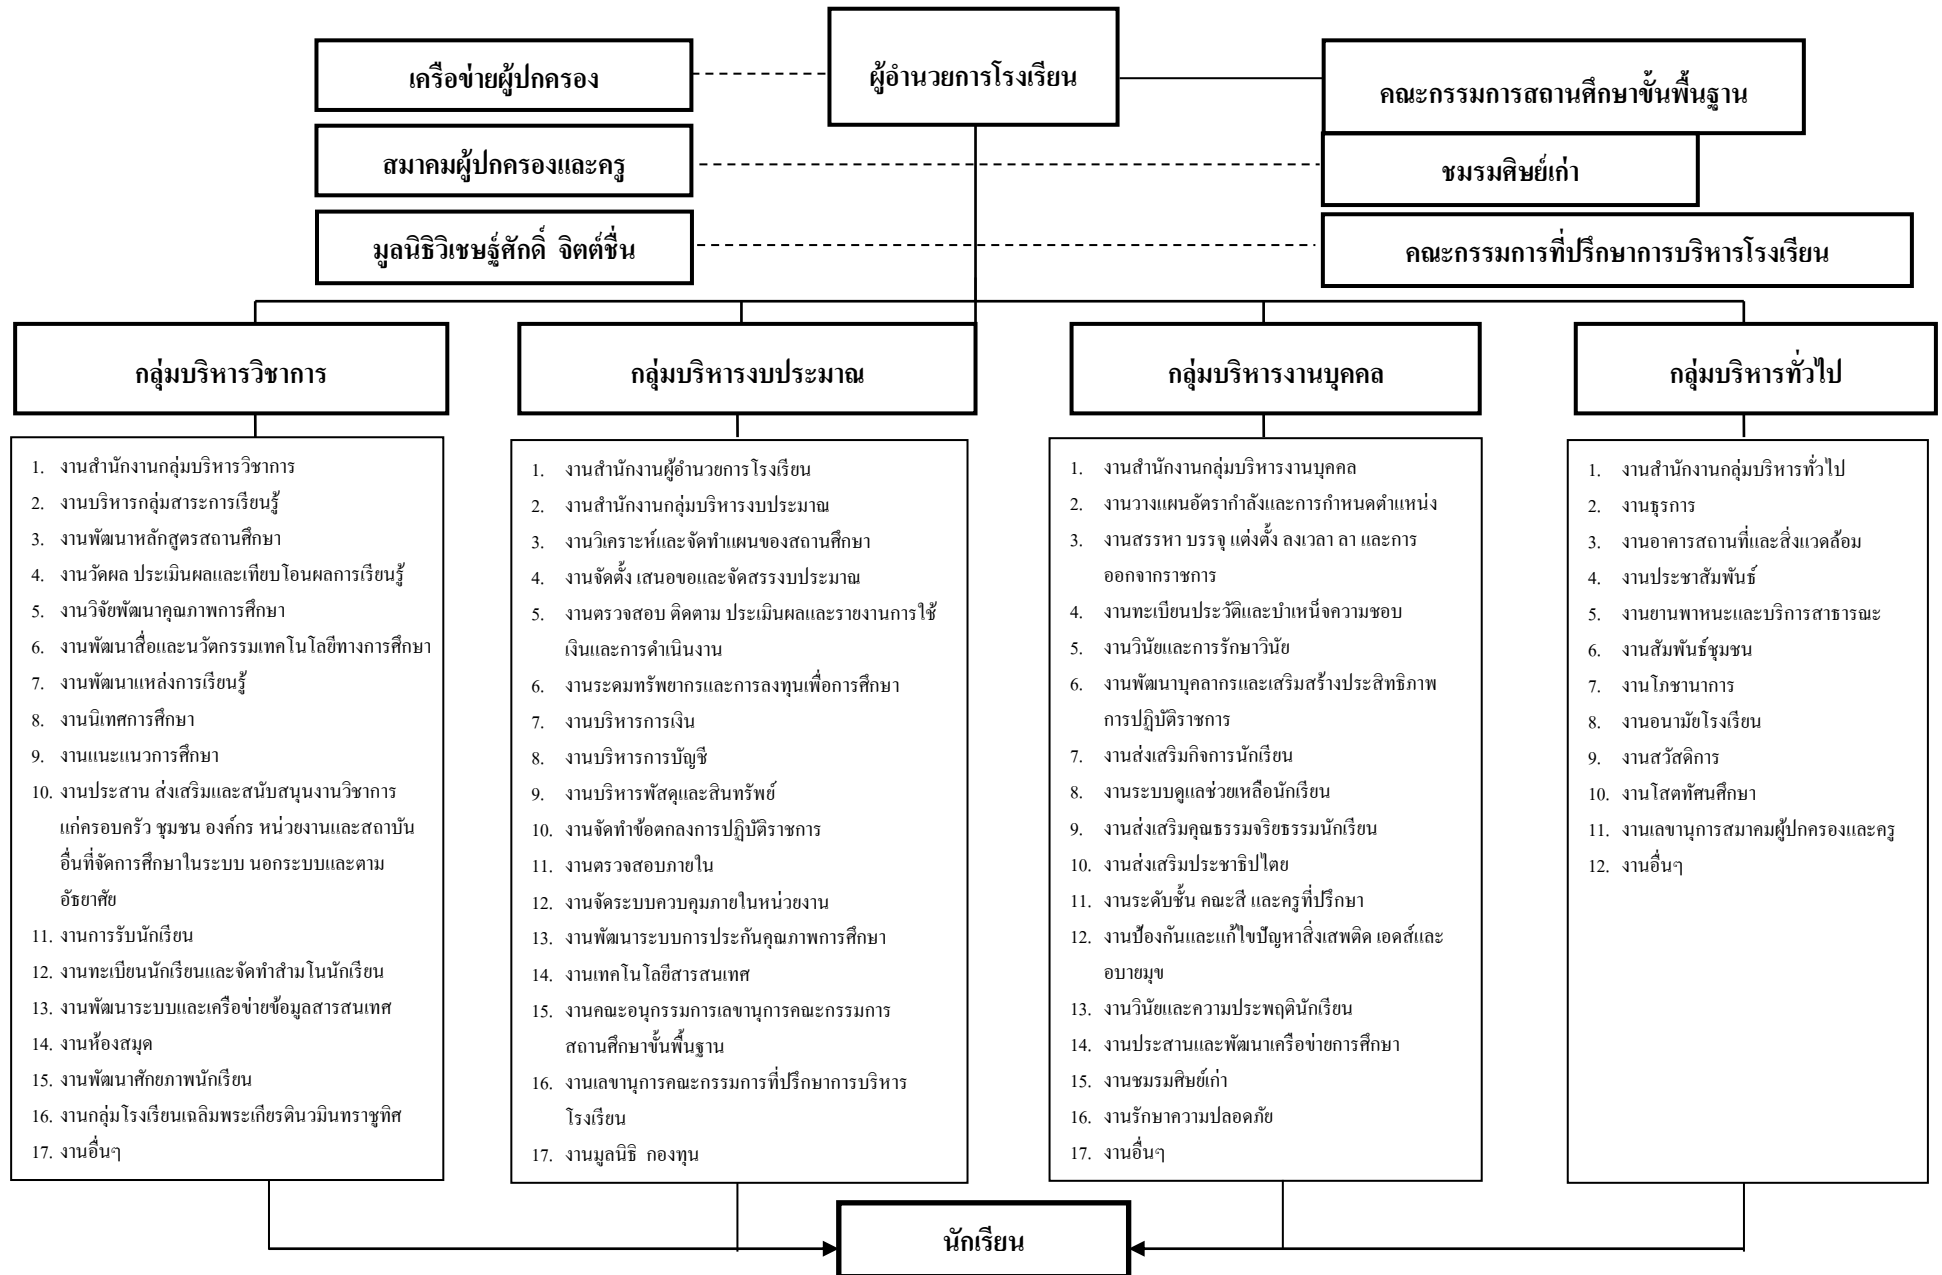 ผู้อำนวยการโรงเรียน
เครือข่ายผู้ปกครอง
คณะกรรมการสถานศึกษาขั้นพื้นฐาน
สมาคมผู้ปกครองและครู
ชมรมศิษย์เก่า
มูลนิธิวิเชษฐ์ศักดิ์ จิตต์ชื่น
คณะกรรมการที่ปรึกษาการบริหารโรงเรียน
กลุ่มบริหารวิชาการ
1. งานสำนักงานกลุ่มบริหารวิชาการ
2. งานบริหารกลุ่มสาระการเรียนรู้
3. งานพัฒนาหลักสูตรสถานศึกษา
4. งานวัดผล ประเมินผลและเทียบโอนผลการเรียนรู้
5. งานวิจัยพัฒนาคุณภาพการศึกษา
6. งานพัฒนาสื่อและนวัตกรรมเทคโนโลยีทางการศึกษา
7. งานพัฒนาแหล่งการเรียนรู้
8. งานนิเทศการศึกษา
9. งานแนะแนวการศึกษา
10. งานประสาน ส่งเสริมและสนับสนุนงานวิชาการ
แก่ครอบครัว ชุมชน องค์กร หน่วยงานและสถาบัน
อื่นที่จัดการศึกษาในระบบ นอกระบบและตาม
อัธยาศัย
11. งานการรับนักเรียน
12. งานทะเบียนนักเรียนและจัดทำสำมโนนักเรียน
13. งานพัฒนาระบบและเครือข่ายข้อมูลสารสนเทศ
14. งานห้องสมุด
15. งานพัฒนาศักยภาพนักเรียน
16. งานกลุ่มโรงเรียนเฉลิมพระเกียรตินวมินทราชูทิศ
17. งานอื่นๆ
กลุ่มบริหารงบประมาณ
1. งานสำนักงานผู้อำนวยการโรงเรียน
2. งานสำนักงานกลุ่มบริหารงบประมาณ
3. งานวิเคราะห์และจัดทำแผนของสถานศึกษา
4. งานจัดตั้ง เสนอขอและจัดสรรงบประมาณ
5. งานตรวจสอบ ติดตาม ประเมินผลและรายงานการใช้
เงินและการดำเนินงาน
6. งานระดมทรัพยากรและการลงทุนเพื่อการศึกษา
7. งานบริหารการเงิน
8. งานบริหารการบัญชี
9. งานบริหารพัสดุและสินทรัพย์
10. งานจัดทำข้อตกลงการปฏิบัติราชการ
11. งานตรวจสอบภายใน
12. งานจัดระบบควบคุมภายในหน่วยงาน
13. งานพัฒนาระบบการประกันคุณภาพการศึกษา
14. งานเทคโนโลยีสารสนเทศ
15. งานคณะอนุกรรมการเลขานุการคณะกรรมการ
สถานศึกษาขั้นพื้นฐาน
16. งานเลขานุการคณะกรรมการที่ปรึกษาการบริหาร
โรงเรียน
17. งานมูลนิธิ กองทุน
กลุ่มบริหารงานบุคคล
1. งานสำนักงานกลุ่มบริหารงานบุคคล
2. งานวางแผนอัตรากำลังและการกำหนดตำแหน่ง
3. งานสรรหา บรรจุ แต่งตั้ง ลงเวลา ลา และการ
ออกจากราชการ
4. งานทะเบียนประวัติและบำเหน็จความชอบ
5. งานวินัยและการรักษาวินัย
6. งานพัฒนาบุคลากรและเสริมสร้างประสิทธิภาพ
การปฏิบัติราชการ
7. งานส่งเสริมกิจการนักเรียน
8. งานระบบดูแลช่วยเหลือนักเรียน
9. งานส่งเสริมคุณธรรมจริยธรรมนักเรียน
10. งานส่งเสริมประชาธิปไตย
11. งานระดับชั้น คณะสี และครูที่ปรึกษา
12. งานป้องกันและแก้ไขปัญหาสิ่งเสพติด เอดส์และ
อบายมุข
13. งานวินัยและความประพฤตินักเรียน
14. งานประสานและพัฒนาเครือข่ายการศึกษา
15. งานชมรมศิษย์เก่า
16. งานรักษาความปลอดภัย
17. งานอื่นๆ
กลุ่มบริหารทั่วไป
1. งานสำนักงานกลุ่มบริหารทั่วไป
2. งานธุรการ
3. งานอาคารสถานที่และสิ่งแวดล้อม
4. งานประชาสัมพันธ์
5. งานยานพาหนะและบริการสาธารณะ
6. งานสัมพันธ์ชุมชน
7. งานโภชานาการ
8. งานอนามัยโรงเรียน
9. งานสวัสดิการ
10. งานโสตทัศนศึกษา
11. งานเลขานุการสมาคมผู้ปกครองและครู
12. งานอื่นๆ
นักเรียน